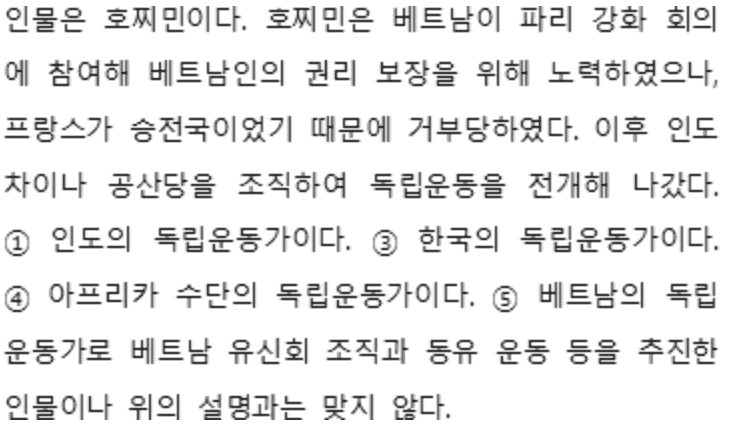 인물은 호찌민이다. 호찌민은 베트남이 파리 강화 회의
에 참여해 베트남인의 권리 보장을 위해 노력하였으나,
프랑스가 승전국이었기 때문에 거부당하였다. 이후 인도
차이나 공산당을 조직하여 독립운동을 전개해 나갔다.
① 인도의 독립운동가이다. ③ 한국의 독립운동가이다.
④ 아프리카 수단의 독립운동가이다. ⑤ 베트남의 독립
운동가로 베트남 유신회 조직과 동유 운동 등을 추진한
인물이나 위의 설명과는 맞지 않다.